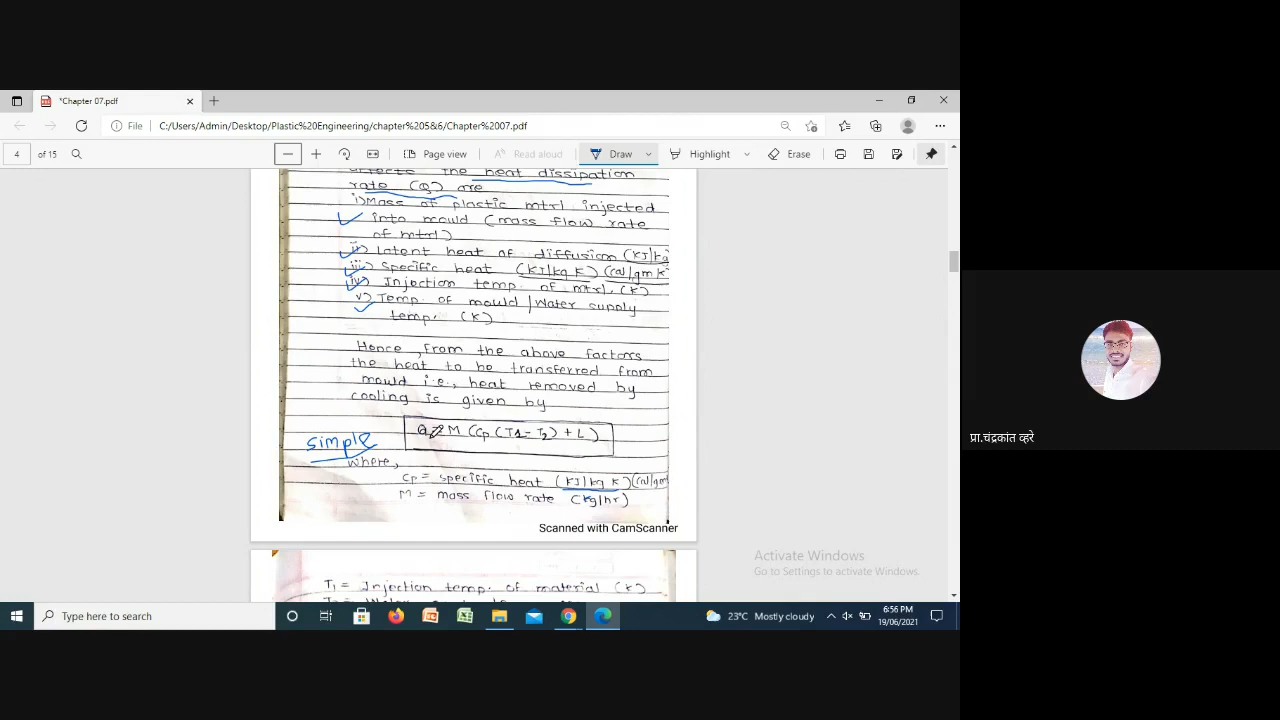 *Chapter 07.pdf
File
C:/Users/Admin/Desktop/Plastic%20Engineering/chapter%205&6/Chapter%2007.pdf
4 of 15
Page view
Read aloud
Draw
Highlight
Erase
affects the heat dissipation
rate (Q) are
i) Mass of plastic mtrl injected
into mould (mass flow rate
of mtrl)
ii) Latent heat of diffusion (KJ/kg
iii) Specific heat (KJ/kg K) (cal/gm K
iv) Injection temp. of mtrl. (K)
v) Temp. of mould / Water supply
temp. (K)
Hence, from the above factors
the heat to be transferred from
mould i.e., heat removed by
cooling is given by
Q = M (Cp (T1 - T2) + L)
simple
where,
Cp = specific heat (KJ/kg K) (cal/gm
M = mass flow rate (kg/hr)
Scanned with CamScanner
T1 = Injection temp. of material (K)
Activate Windows
Go to Settings to activate Windows.
प्रा.चंद्रकांत व्हरे
Type here to search
23°C Mostly cloudy
6:56 PM
19/06/2021